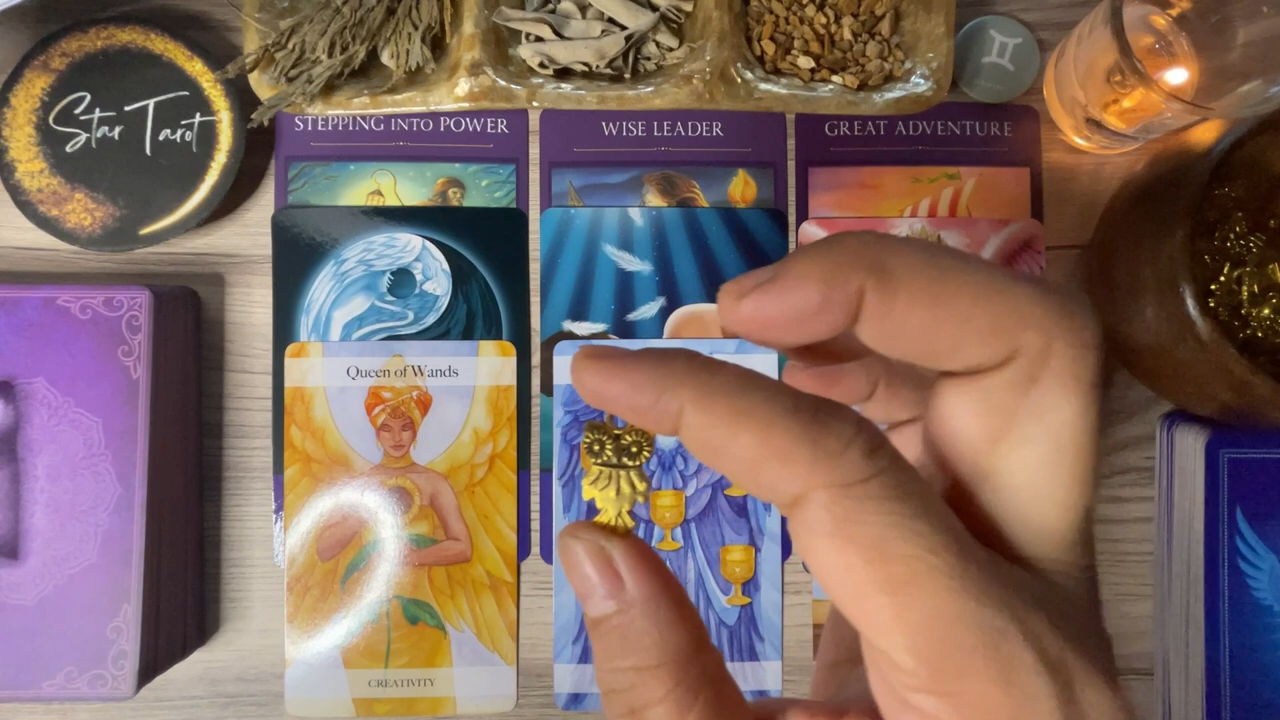 Star Tarot
STEPPING INTO POWER
WISE LEADER
GREAT ADVENTURE
Queen of Wands
CREATIVITY